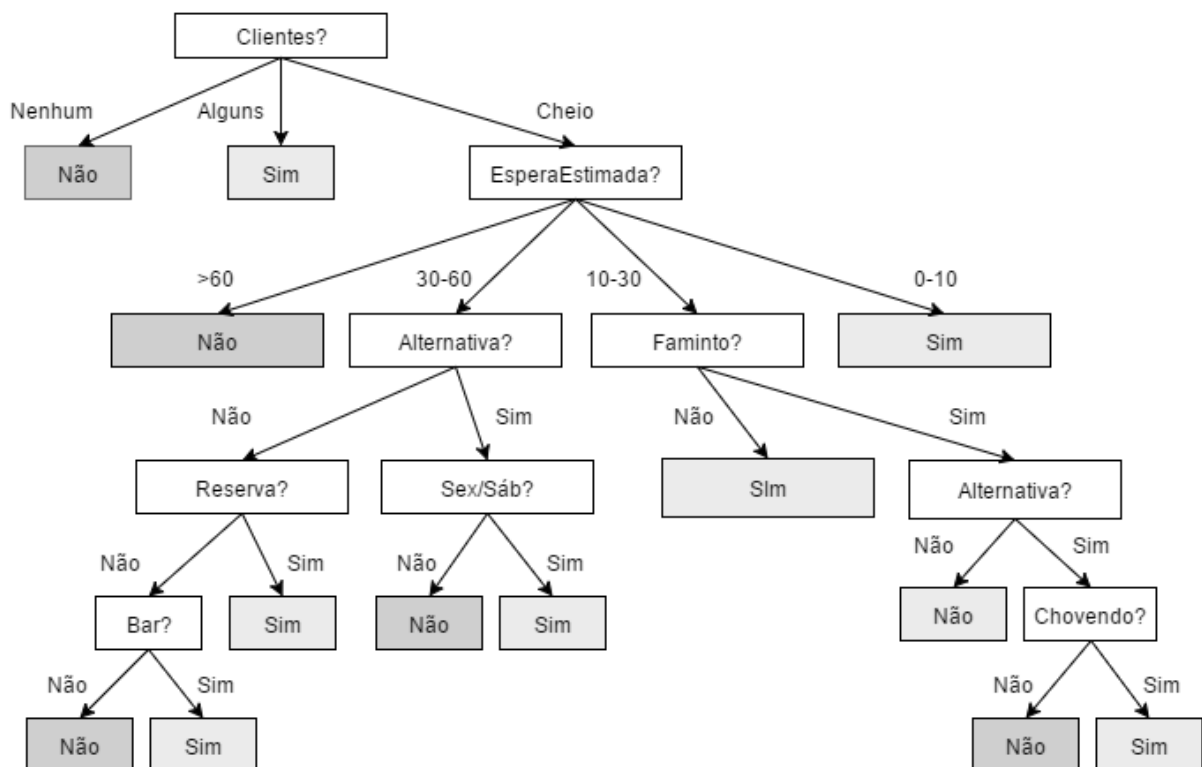 Clientes?
Nenhum
Alguns
Cheio
Não
Sim
EsperaEstimada?
>60
30-60
10-30
0-10
Não
Alternativa?
Faminto?
Sim
Não
Sim
Não
Sim
Reserva?
Sex/Sáb?
SIm
Alternativa?
Não
Sim
Não
Sim
Não
Sim
Bar?
Sim
Não
Sim
Não
Chovendo?
Não
Sim
Não
Sim
Não
Sim
Não
Sim